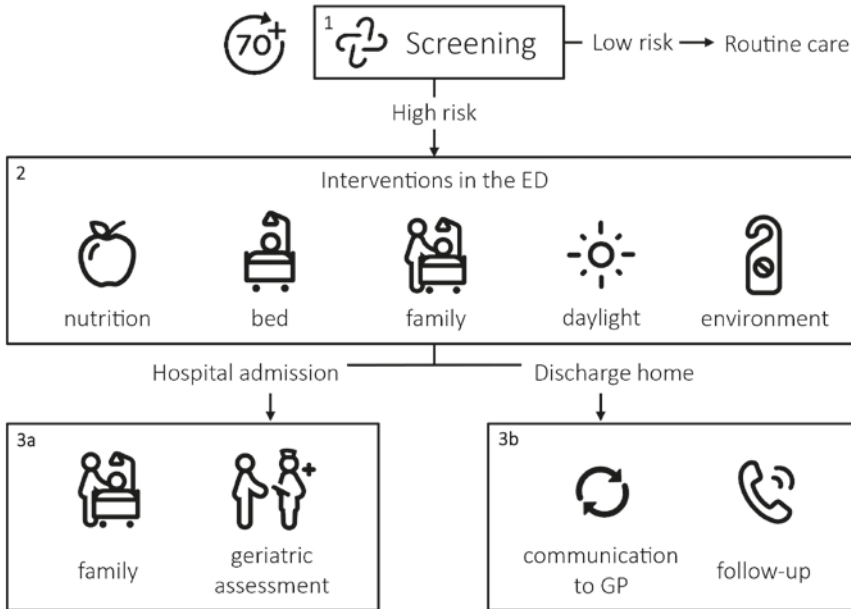 70+
1
Screening
Low risk
Routine care
High risk
2
Interventions in the ED
nutrition
bed
family
daylight
environment
Hospital admission
Discharge home
3a
family
geriatric
assessment
3b
communication
to GP
follow-up